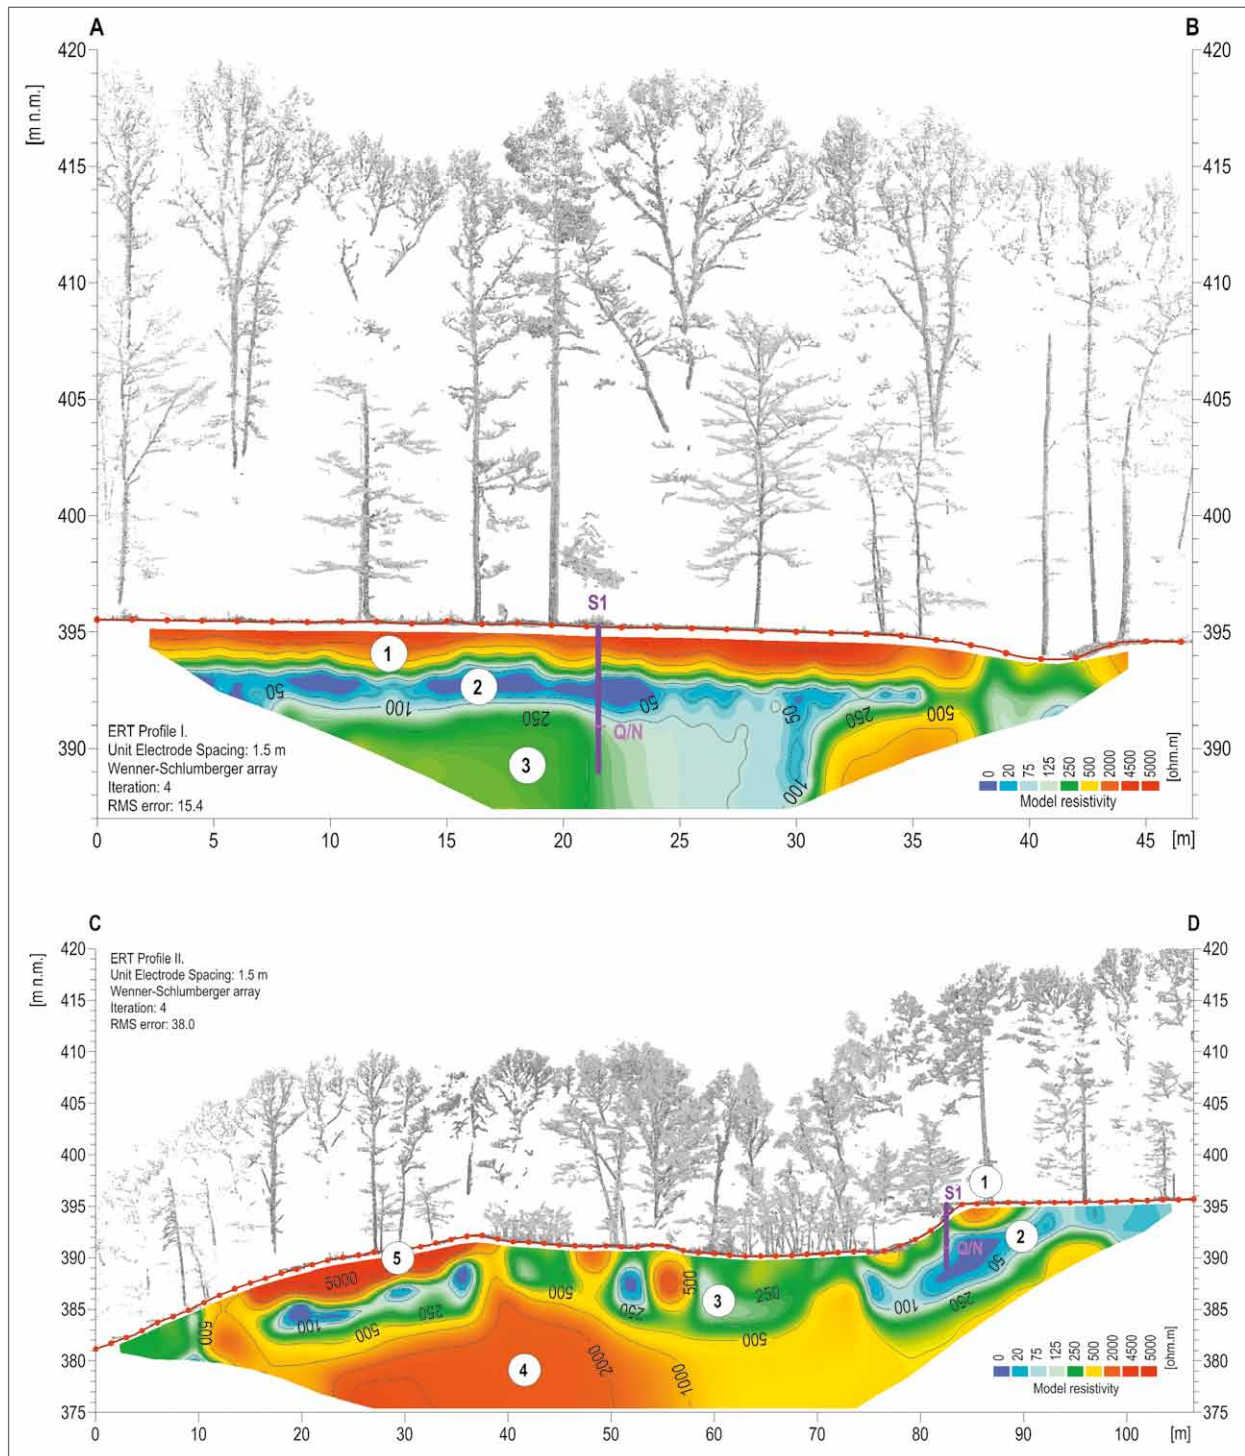 A
B
420
420
[m n.m.]
415
415
410
410
405
405
400
400
S1
395
395
1
2
50
50
50
100
250
250
500
Q/N
390
390
3
100
ERT Profile I.
Unit Electrode Spacing: 1.5 m
Wenner-Schlumberger array
Iteration: 4
RMS error: 15.4
0 20 75 125 250 500 2000 4500 5000 [ohm.m]
Model resistivity
0 5 10 15 20 25 30 35 40 45 [m]
C
D
420
420
[m n.m.]
ERT Profile II.
Unit Electrode Spacing: 1.5 m
Wenner-Schlumberger array
Iteration: 4
RMS error: 38.0
415
415
410
410
405
405
400
400
1
S1
395
395
2
Q/N
5
390
390
5000
500
500
250
50
3
250
100
250
385
385
500
100
500
250
500
380
380
4
2000
1000
0 20 75 125 250 500 2000 4500 5000 [ohm.m]
Model resistivity
375
375
0 10 20 30 40 50 60 70 80 90 100 [m]